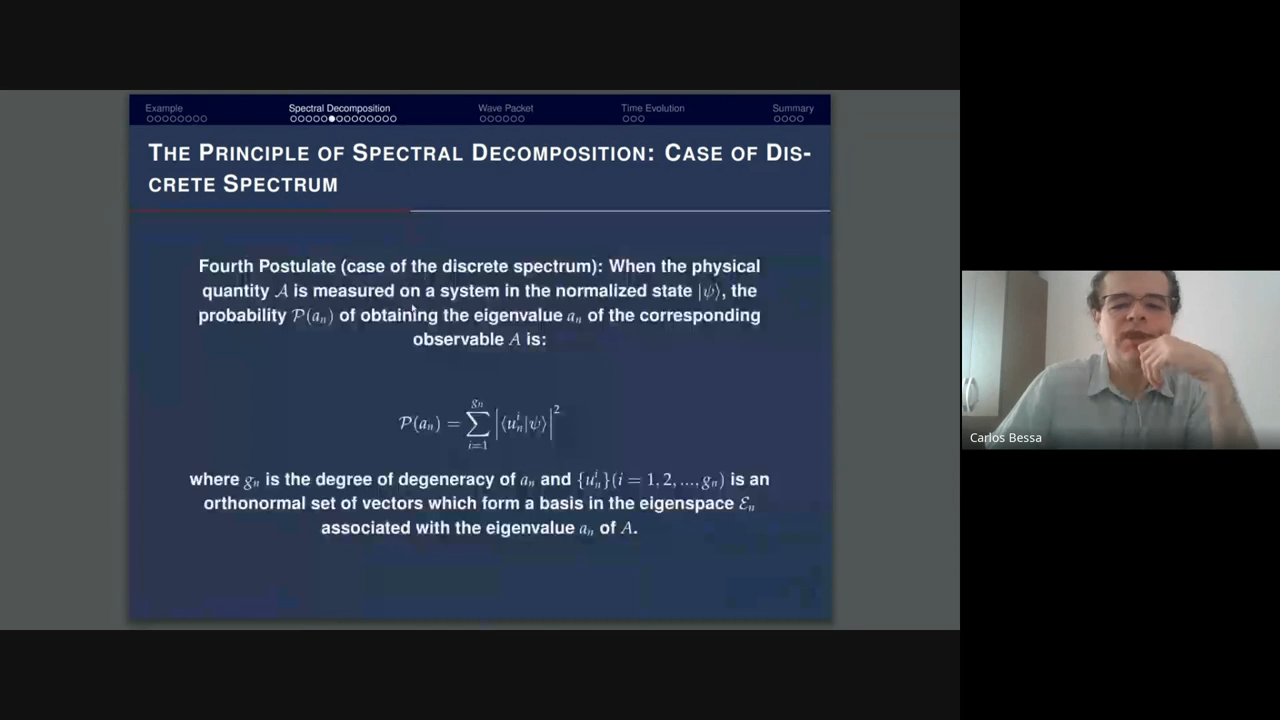 Example Spectral Decomposition Wave Packet Time Evolution Summary
THE PRINCIPLE OF SPECTRAL DECOMPOSITION: CASE OF DIS-
CRETE SPECTRUM
Fourth Postulate (case of the discrete spectrum): When the physical
quantity 𝒜 is measured on a system in the normalized state |ψ⟩, the
probability 𝒫(aₙ) of obtaining the eigenvalue aₙ of the corresponding
observable A is:
𝒫(aₙ) = ∑_{i=1}^{gₙ} |⟨uₙⁱ|ψ⟩|²
where gₙ is the degree of degeneracy of aₙ and {uₙⁱ}(i = 1, 2, ..., gₙ) is an
orthonormal set of vectors which form a basis in the eigenspace ℰₙ
associated with the eigenvalue aₙ of A.
Carlos Bessa